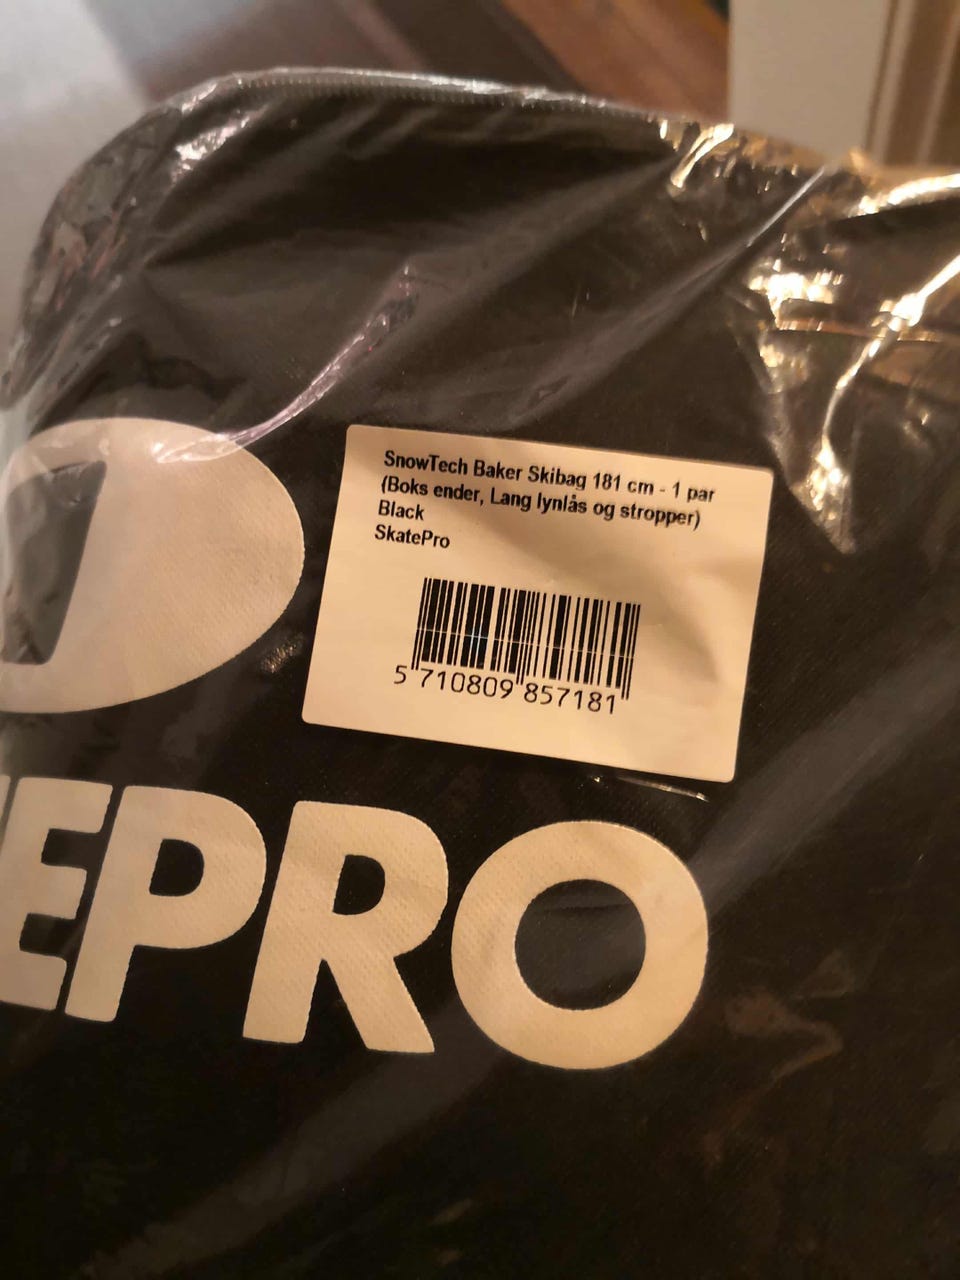 SnowTech Baker Skibag 181 cm - 1 par
(Boks ender, Lang lynlås og stropper)
Black
SkatePro
5 710809 857181
EPRO